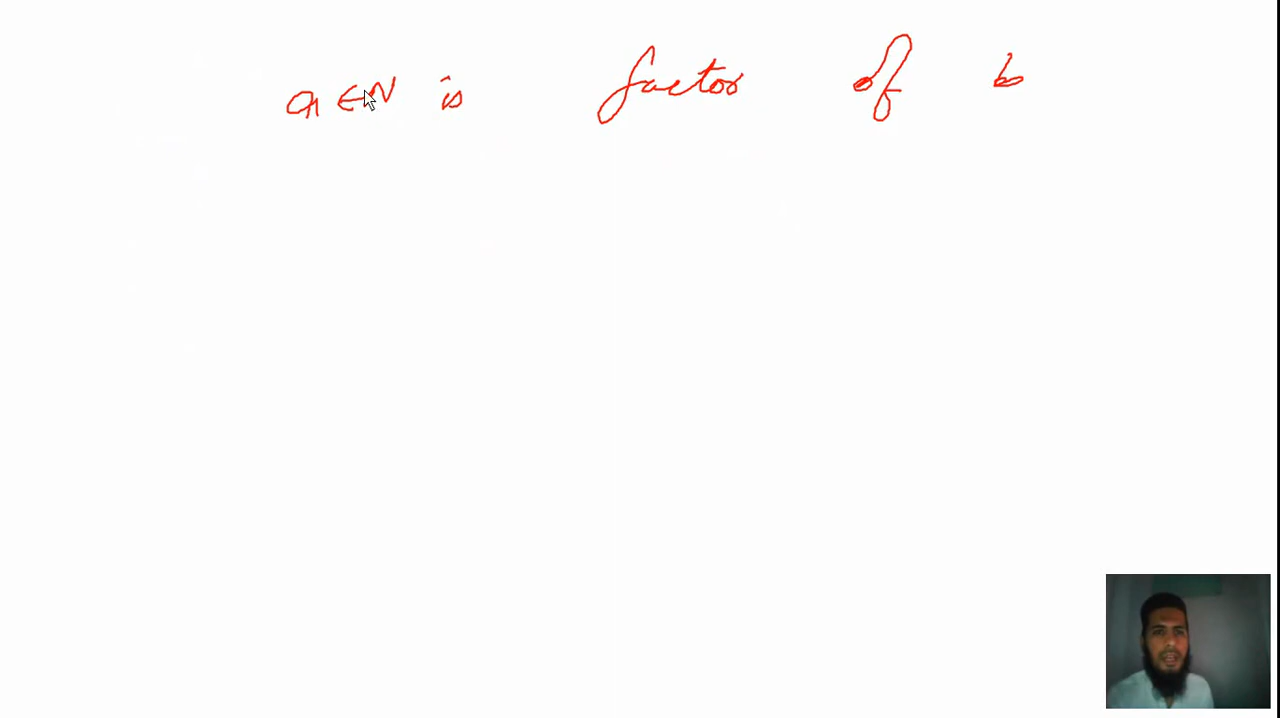 a ∈ N is factor of b